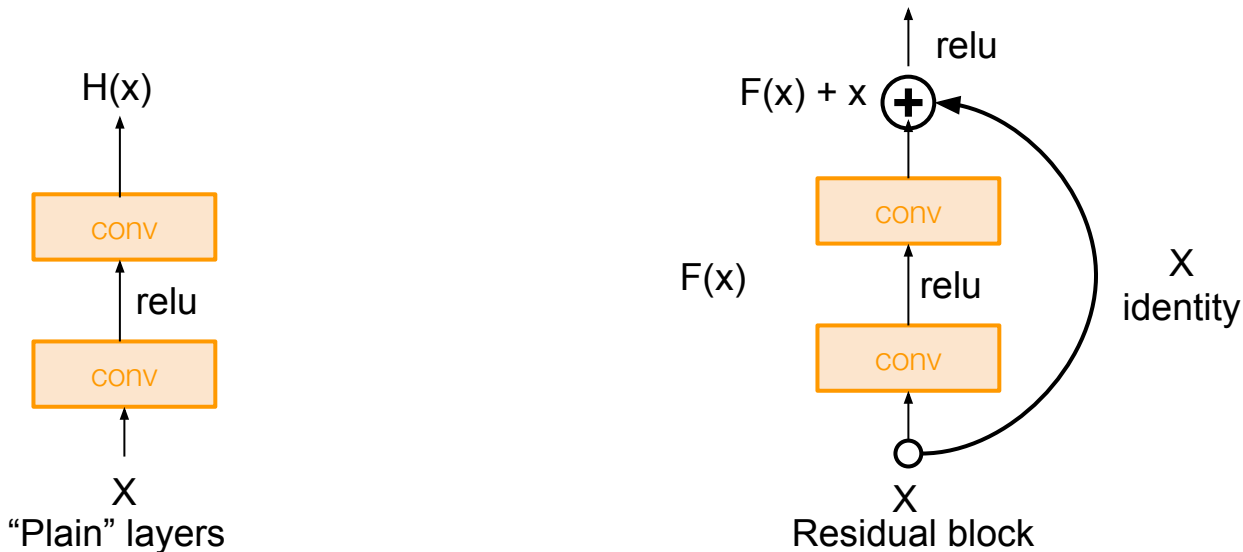 H(x)
conv
relu
conv
X
“Plain” layers
relu
F(x) + x
conv
F(x)
relu
X
identity
conv
X
Residual block